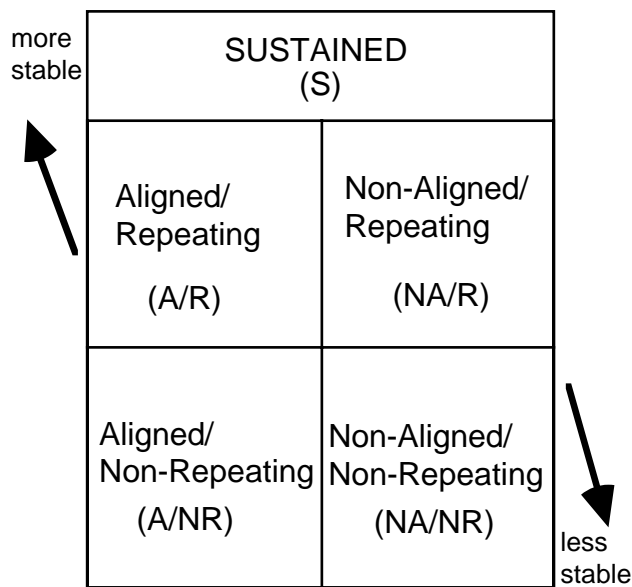 more
stable
SUSTAINED
(S)
Aligned/
Repeating
(A/R)
Non-Aligned/
Repeating
(NA/R)
Aligned/
Non-Repeating
(A/NR)
Non-Aligned/
Non-Repeating
(NA/NR)
less
stable